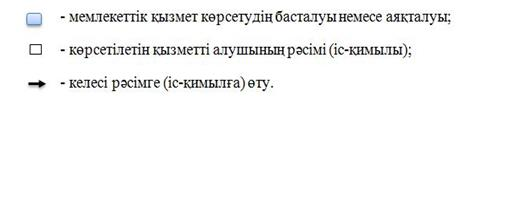 - мемлекеттік қызмет көрсетудің басталуы немесе аяқталуы;
- көрсетілетін қызметті алушының рәсімі (іс-қимылы);
- келесі рәсімге (іс-қимылға) өту.